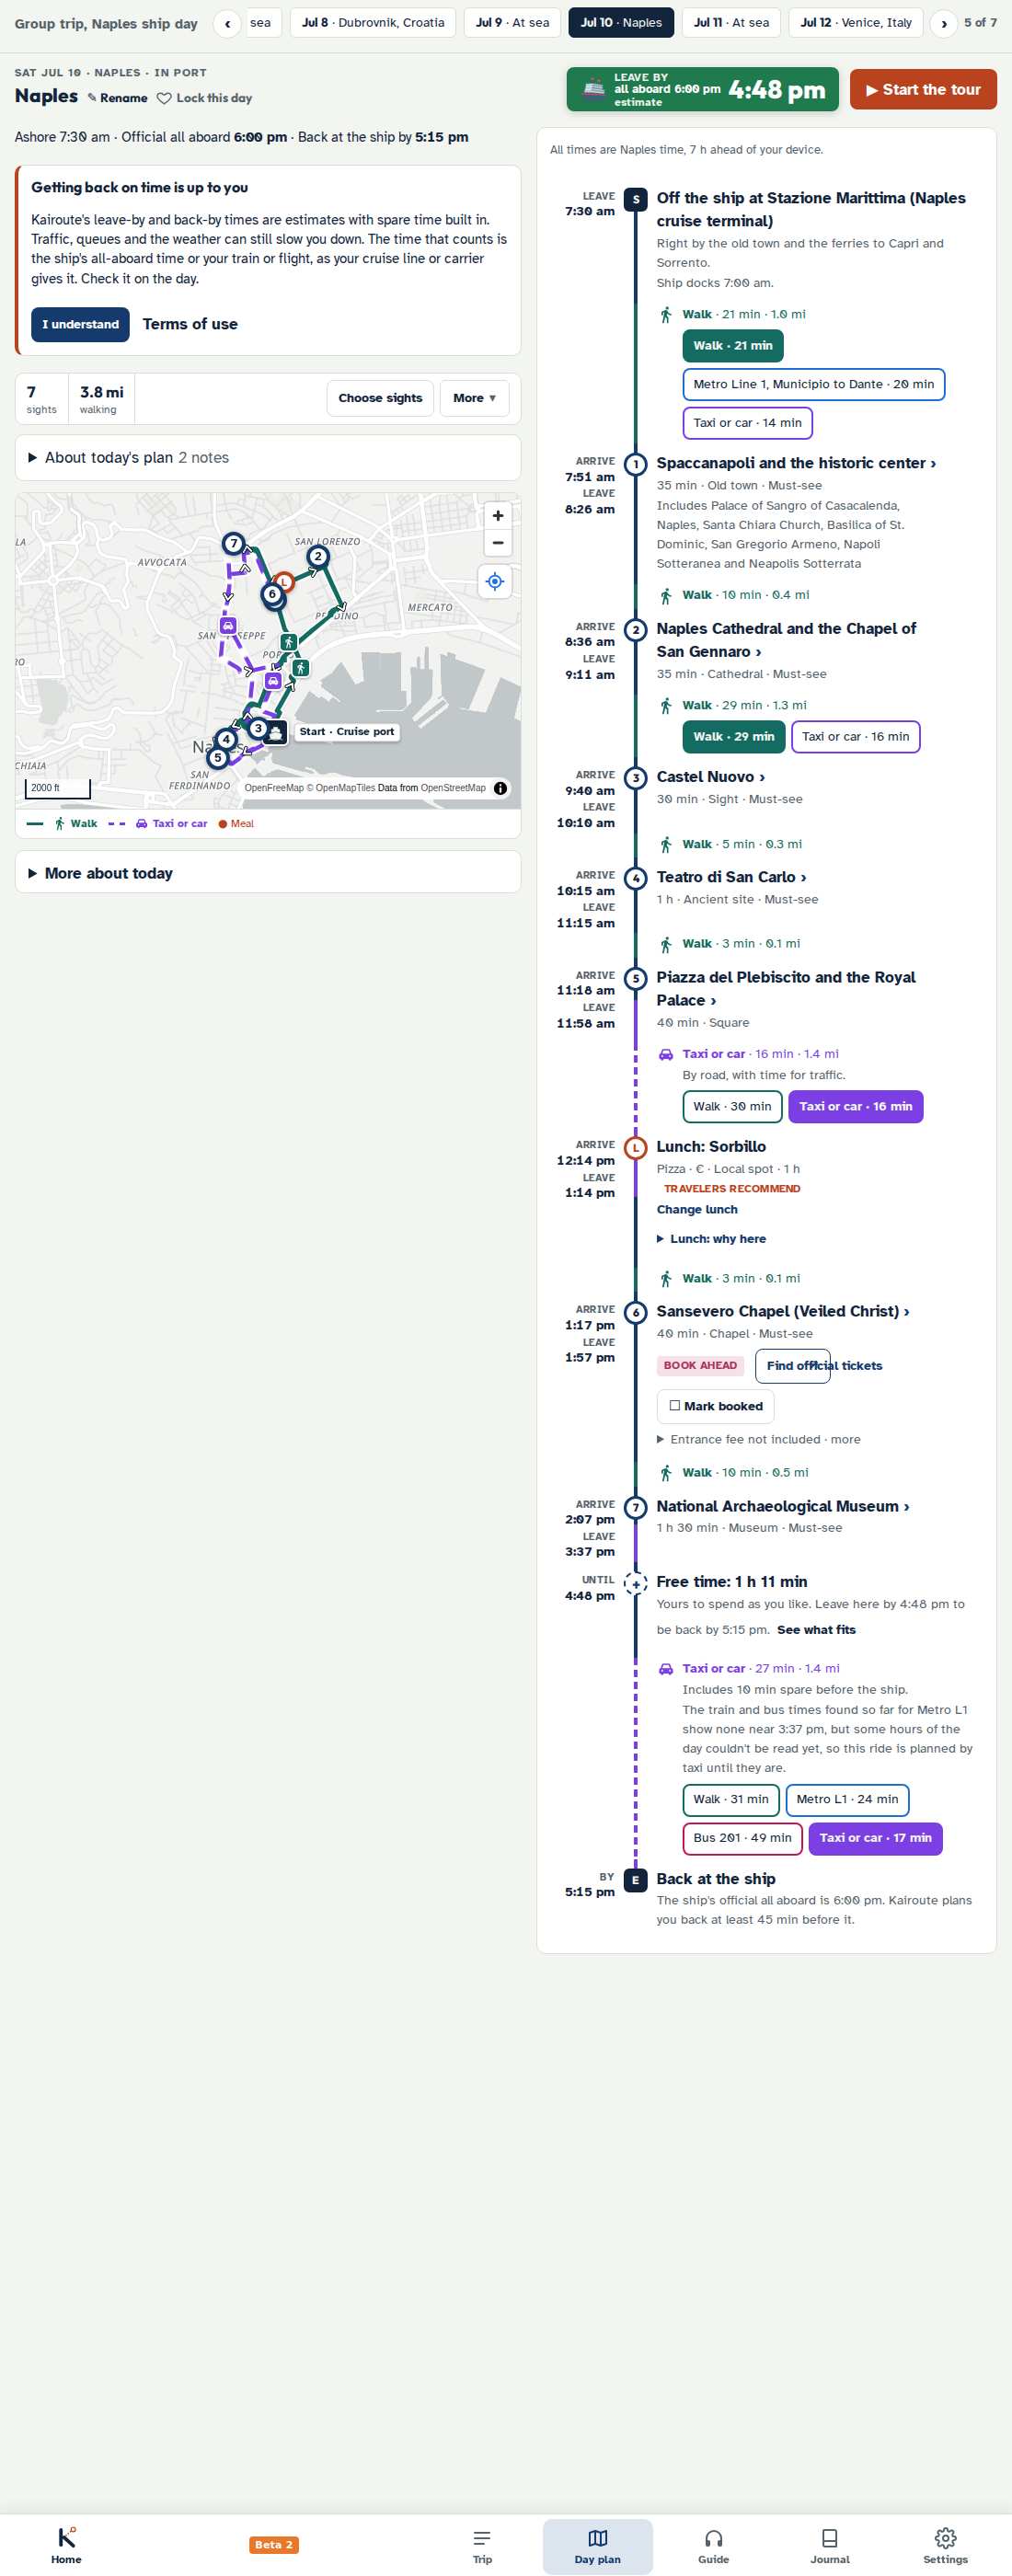 Group trip, Naples ship day
‹
sea
Jul 8 · Dubrovnik, Croatia
Jul 9 · At sea
Jul 10 · Naples
Jul 11 · At sea
Jul 12 · Venice, Italy
›
5 of 7
SAT JUL 10 · NAPLES · IN PORT
Naples ✎ Rename Lock this day
LEAVE BY
all aboard 6:00 pm
estimate
4:48 pm
▶ Start the tour
Ashore 7:30 am · Official all aboard 6:00 pm · Back at the ship by 5:15 pm
Getting back on time is up to you
Kairoute's leave-by and back-by times are estimates with spare time built in.
Traffic, queues and the weather can still slow you down. The time that counts is
the ship's all-aboard time or your train or flight, as your cruise line or carrier
gives it. Check it on the day.
I understand Terms of use
7
sights
3.8 mi
walking
Choose sights
More ▼
▶ About today's plan 2 notes
LA
AVVOCATA
SAN LORENZO
7
2
L
6
MERCATO
+
−
3
4
5
Start · Cruise port
CHIAIA
SAN
FERDINANDO
2000 ft
OpenFreeMap © OpenMapTiles Data from OpenStreetMap
Walk Taxi or car Meal
▶ More about today
All times are Naples time, 7 h ahead of your device.
LEAVE
7:30 am
S
Off the ship at Stazione Marittima (Naples
cruise terminal)
Right by the old town and the ferries to Capri and
Sorrento.
Ship docks 7:00 am.
Walk · 21 min · 1.0 mi
Walk · 21 min
Metro Line 1, Municipio to Dante · 20 min
Taxi or car · 14 min
ARRIVE
7:51 am
LEAVE
8:26 am
1
Spaccanapoli and the historic center ›
35 min · Old town · Must-see
Includes Palace of Sangro of Casacalenda,
Naples, Santa Chiara Church, Basilica of St.
Dominic, San Gregorio Armeno, Napoli
Sotteranea and Neapolis Sotterrata
Walk · 10 min · 0.4 mi
ARRIVE
8:36 am
LEAVE
9:11 am
2
Naples Cathedral and the Chapel of
San Gennaro ›
35 min · Cathedral · Must-see
Walk · 29 min · 1.3 mi
Walk · 29 min
Taxi or car · 16 min
ARRIVE
9:40 am
LEAVE
10:10 am
3
Castel Nuovo ›
30 min · Sight · Must-see
Walk · 5 min · 0.3 mi
ARRIVE
10:15 am
LEAVE
11:15 am
4
Teatro di San Carlo ›
1 h · Ancient site · Must-see
Walk · 3 min · 0.1 mi
ARRIVE
11:18 am
LEAVE
11:58 am
5
Piazza del Plebiscito and the Royal
Palace ›
40 min · Square
Taxi or car · 16 min · 1.4 mi
By road, with time for traffic.
Walk · 30 min
Taxi or car · 16 min
ARRIVE
12:14 pm
LEAVE
1:14 pm
L
Lunch: Sorbillo
Pizza · € · Local spot · 1 h
TRAVELERS RECOMMEND
Change lunch
▶ Lunch: why here
Walk · 3 min · 0.1 mi
ARRIVE
1:17 pm
LEAVE
1:57 pm
6
Sansevero Chapel (Veiled Christ) ›
40 min · Chapel · Must-see
BOOK AHEAD
Find official tickets
☐ Mark booked
▶ Entrance fee not included · more
Walk · 10 min · 0.5 mi
ARRIVE
2:07 pm
LEAVE
3:37 pm
7
National Archaeological Museum ›
1 h 30 min · Museum · Must-see
UNTIL
4:48 pm
+
Free time: 1 h 11 min
Yours to spend as you like. Leave here by 4:48 pm to
be back by 5:15 pm. See what fits
Taxi or car · 27 min · 1.4 mi
Includes 10 min spare before the ship.
The train and bus times found so far for Metro L1
show none near 3:37 pm, but some hours of the
day couldn't be read yet, so this ride is planned by
taxi until they are.
Walk · 31 min
Metro L1 · 24 min
Bus 201 · 49 min
Taxi or car · 17 min
BY
5:15 pm
E
Back at the ship
The ship's official all aboard is 6:00 pm. Kairoute plans
you back at least 45 min before it.
Home
Beta 2
Trip
Day plan
Guide
Journal
Settings